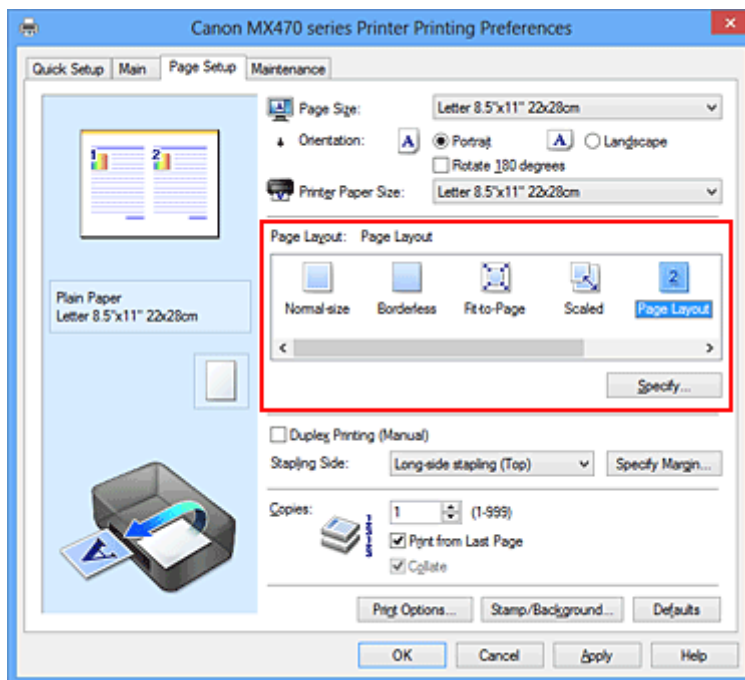 Canon MX470 series Printer Printing Preferences
Quick Setup Main Page Setup Maintenance
1 2
Plain Paper
Letter 8.5"x11" 22x28cm
Page Size: Letter 8.5"x11" 22x28cm
Orientation: A Portrait A Landscape
Rotate 180 degrees
Printer Paper Size: Letter 8.5"x11" 22x28cm
Page Layout: Page Layout
2
Normal-size Borderless Fit-to-Page Scaled Page Layout
Specify...
Duplex Printing (Manual)
Stapling Side: Long-side stapling (Top) Specify Margin...
Copies: 1 (1-999)
Print from Last Page
Collate
A
Print Options... Stamp/Background... Defaults
OK Cancel Apply Help